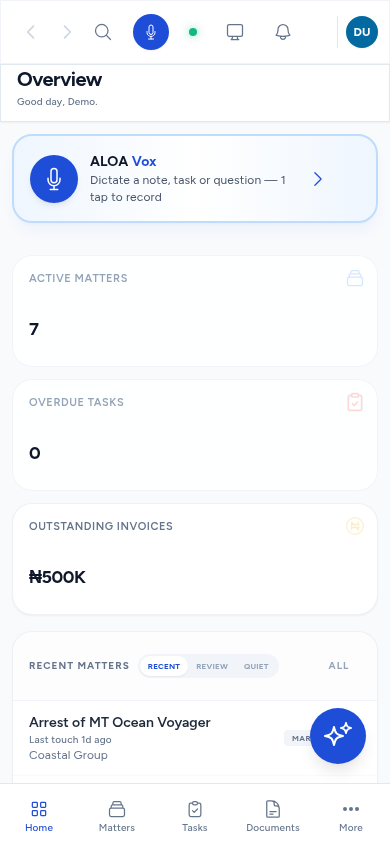 DU
Overview
Good day, Demo.
ALOA Vox
Dictate a note, task or question — 1
tap to record
ACTIVE MATTERS
7
OVERDUE TASKS
0
OUTSTANDING INVOICES
₦
₦500K
RECENT MATTERS RECENT REVIEW QUIET ALL
Arrest of MT Ocean Voyager
Last touch 1d ago
Coastal Group
Home Matters Tasks Documents More